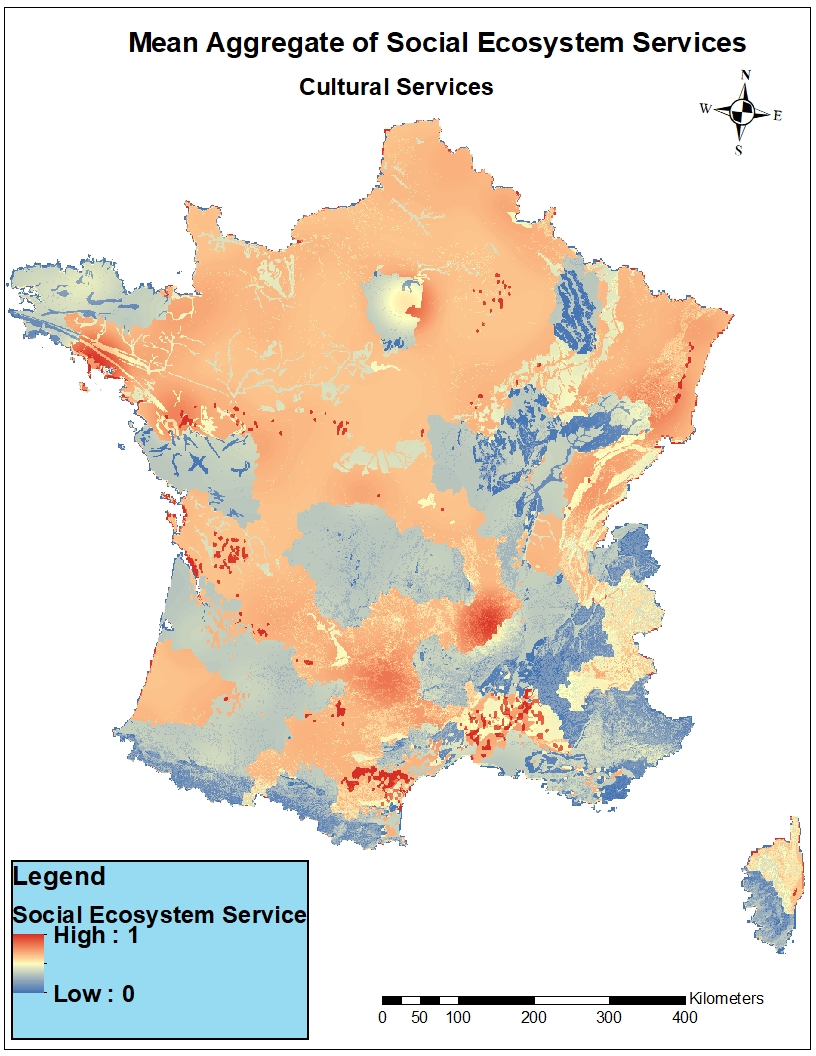 Mean Aggregate of Social Ecosystem Services
Cultural Services
N
W E
S
Legend
Social Ecosystem Service
High : 1
Low : 0
Kilometers
0 50 100 200 300 400